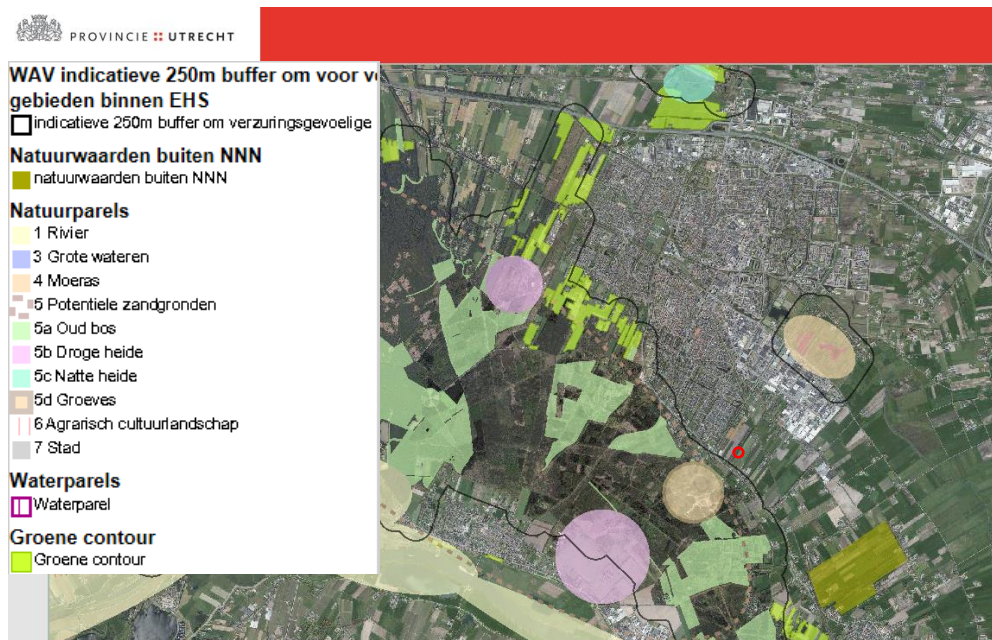 PROVINCIE :: UTRECHT
WAV indicatieve 250m buffer om voor v
gebieden binnen EHS
indicatieve 250m buffer om verzuringsgevoelige
Natuurwaarden buiten NNN
natuurwaarden buiten NNN
Natuurparels
1 Rivier
3 Grote wateren
4 Moeras
5 Potentiele zandgronden
5a Oud bos
5b Droge heide
5c Natte heide
5d Groeves
6 Agrarisch cultuurlandschap
7 Stad
Waterparels
Waterparel
Groene contour
Groene contour